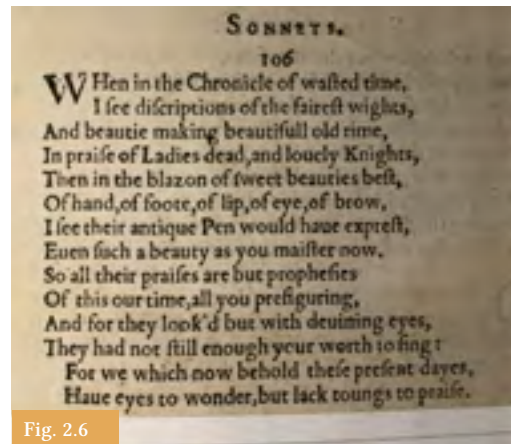 SONNETS.
106
WHen in the Chronicle of waſted time,
I ſee diſcriptions of the faireſt wights,
And beautie making beautifull old rime,
In praiſe of Ladies dead,and louely Knights,
Then in the blazon of ſweet beauties beſt,
Of hand,of foote,of lip,of eye,of brow,
I ſee their antique Pen would haue expreſt,
Euen ſuch a beauty as you maiſter now.
So all their praiſes are but propheſies
Of this our time,all you prefiguring,
And for they look'd but with deuining eyes,
They had not ſtill enough your worth to ſing :
For we which now behold theſe preſent dayes,
Haue eyes to wonder,but lack toungs to praiſe.
Fig. 2.6